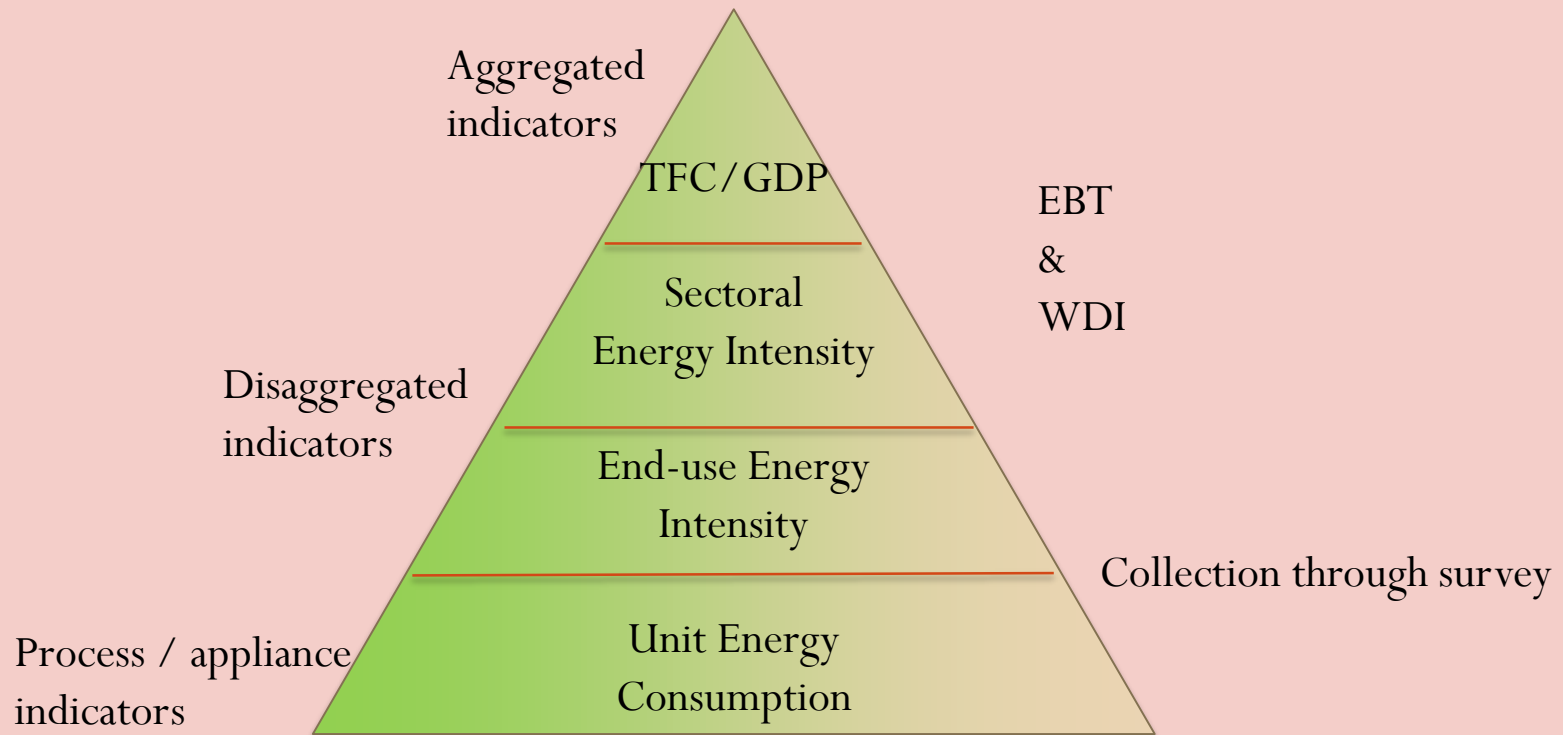 Aggregated
indicators
TFC/GDP
EBT
&
WDI
Sectoral
Energy Intensity
Disaggregated
indicators
End-use Energy
Intensity
Collection through survey
Process / appliance
indicators
Unit Energy
Consumption